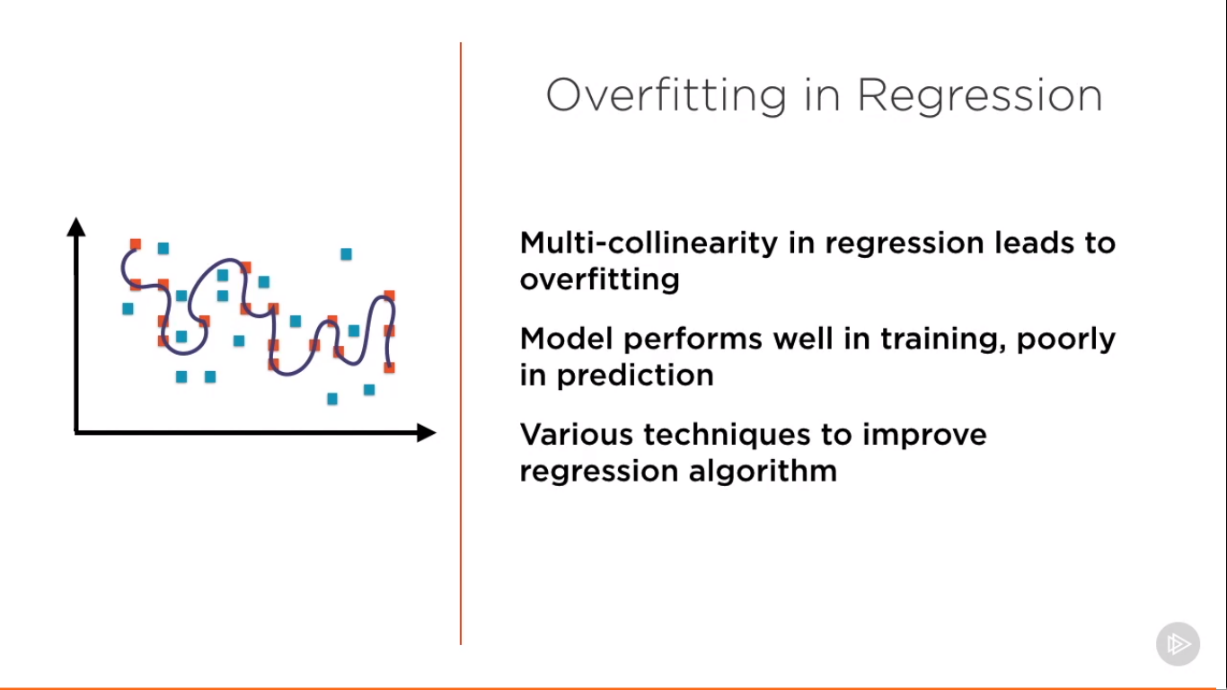 Overfitting in Regression
Multi-collinearity in regression leads to
overfitting
Model performs well in training, poorly
in prediction
Various techniques to improve
regression algorithm